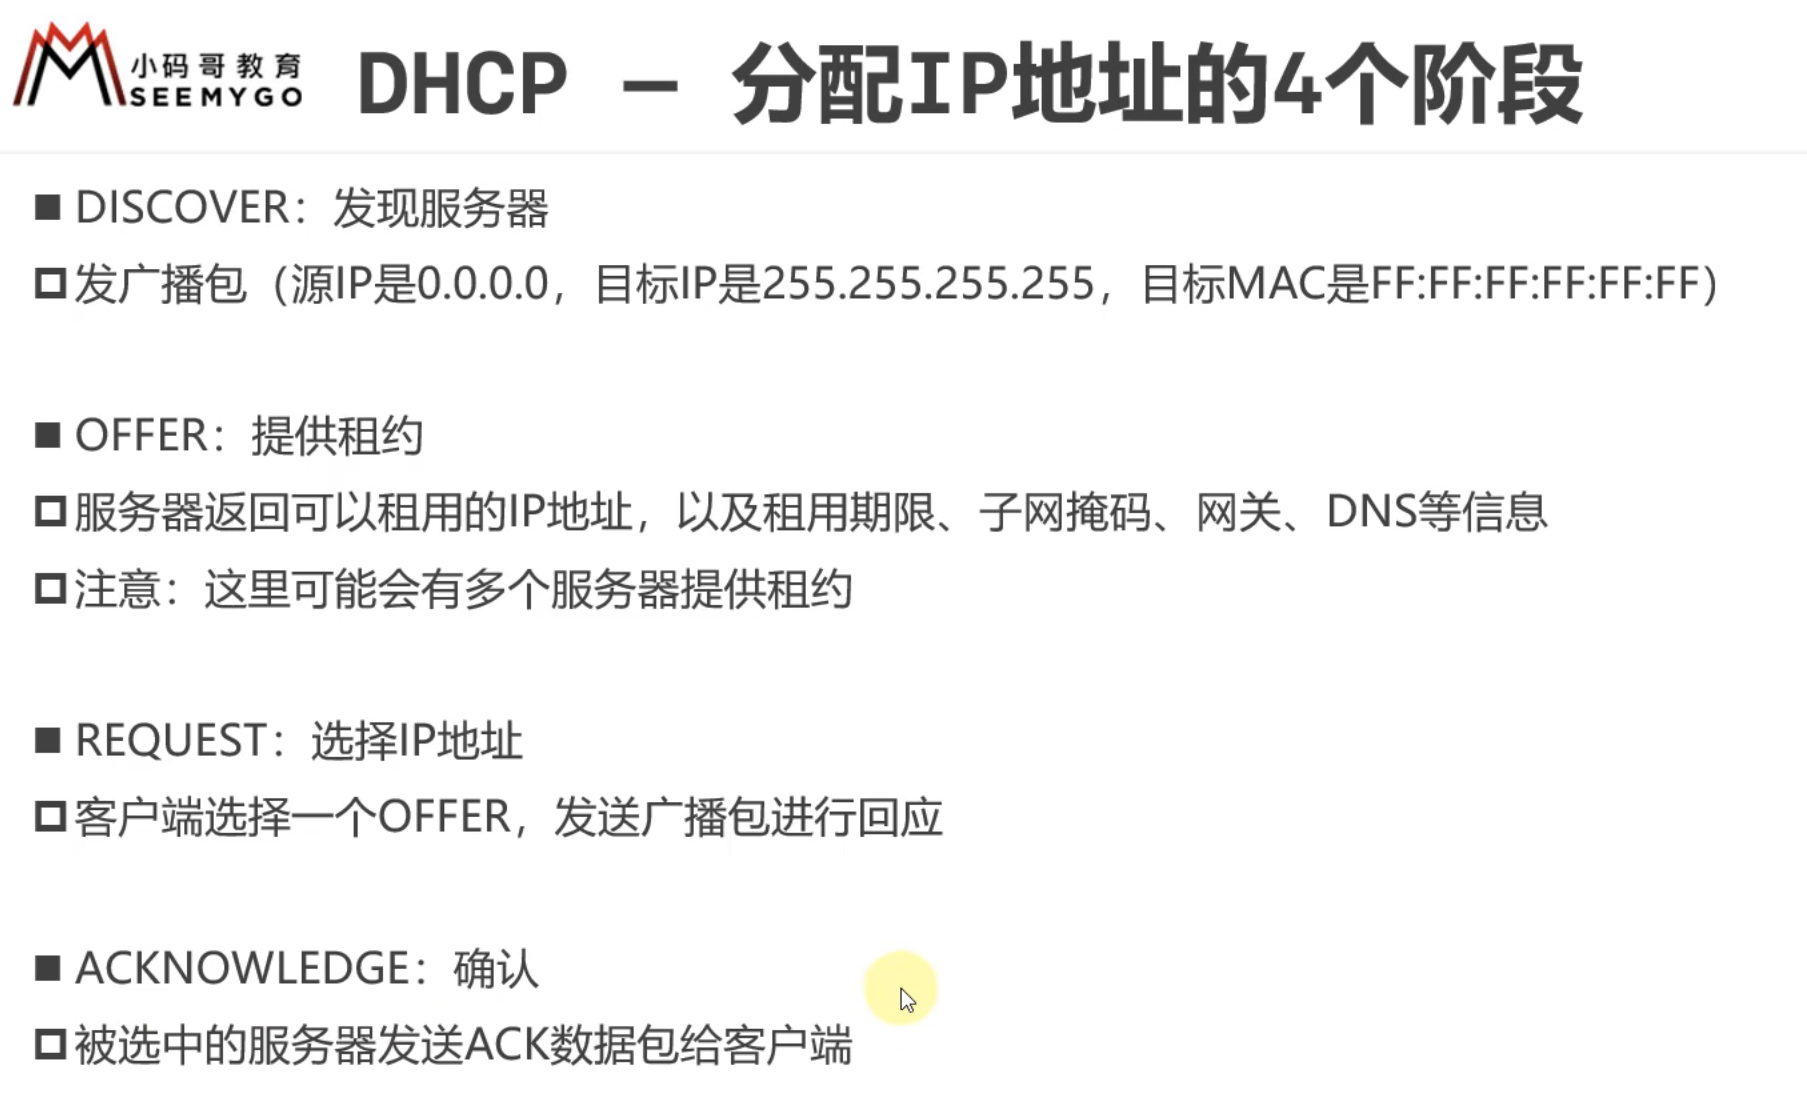 小码哥教育
SEEMYGO
DHCP – 分配IP地址的4个阶段
DISCOVER：发现服务器
发广播包（源IP是0.0.0.0，目标IP是255.255.255.255，目标MAC是FF:FF:FF:FF:FF:FF）
OFFER：提供租约
服务器返回可以租用的IP地址，以及租用期限、子网掩码、网关、DNS等信息
注意：这里可能会有多个服务器提供租约
REQUEST：选择IP地址
客户端选择一个OFFER，发送广播包进行回应
ACKNOWLEDGE：确认
被选中的服务器发送ACK数据包给客户端